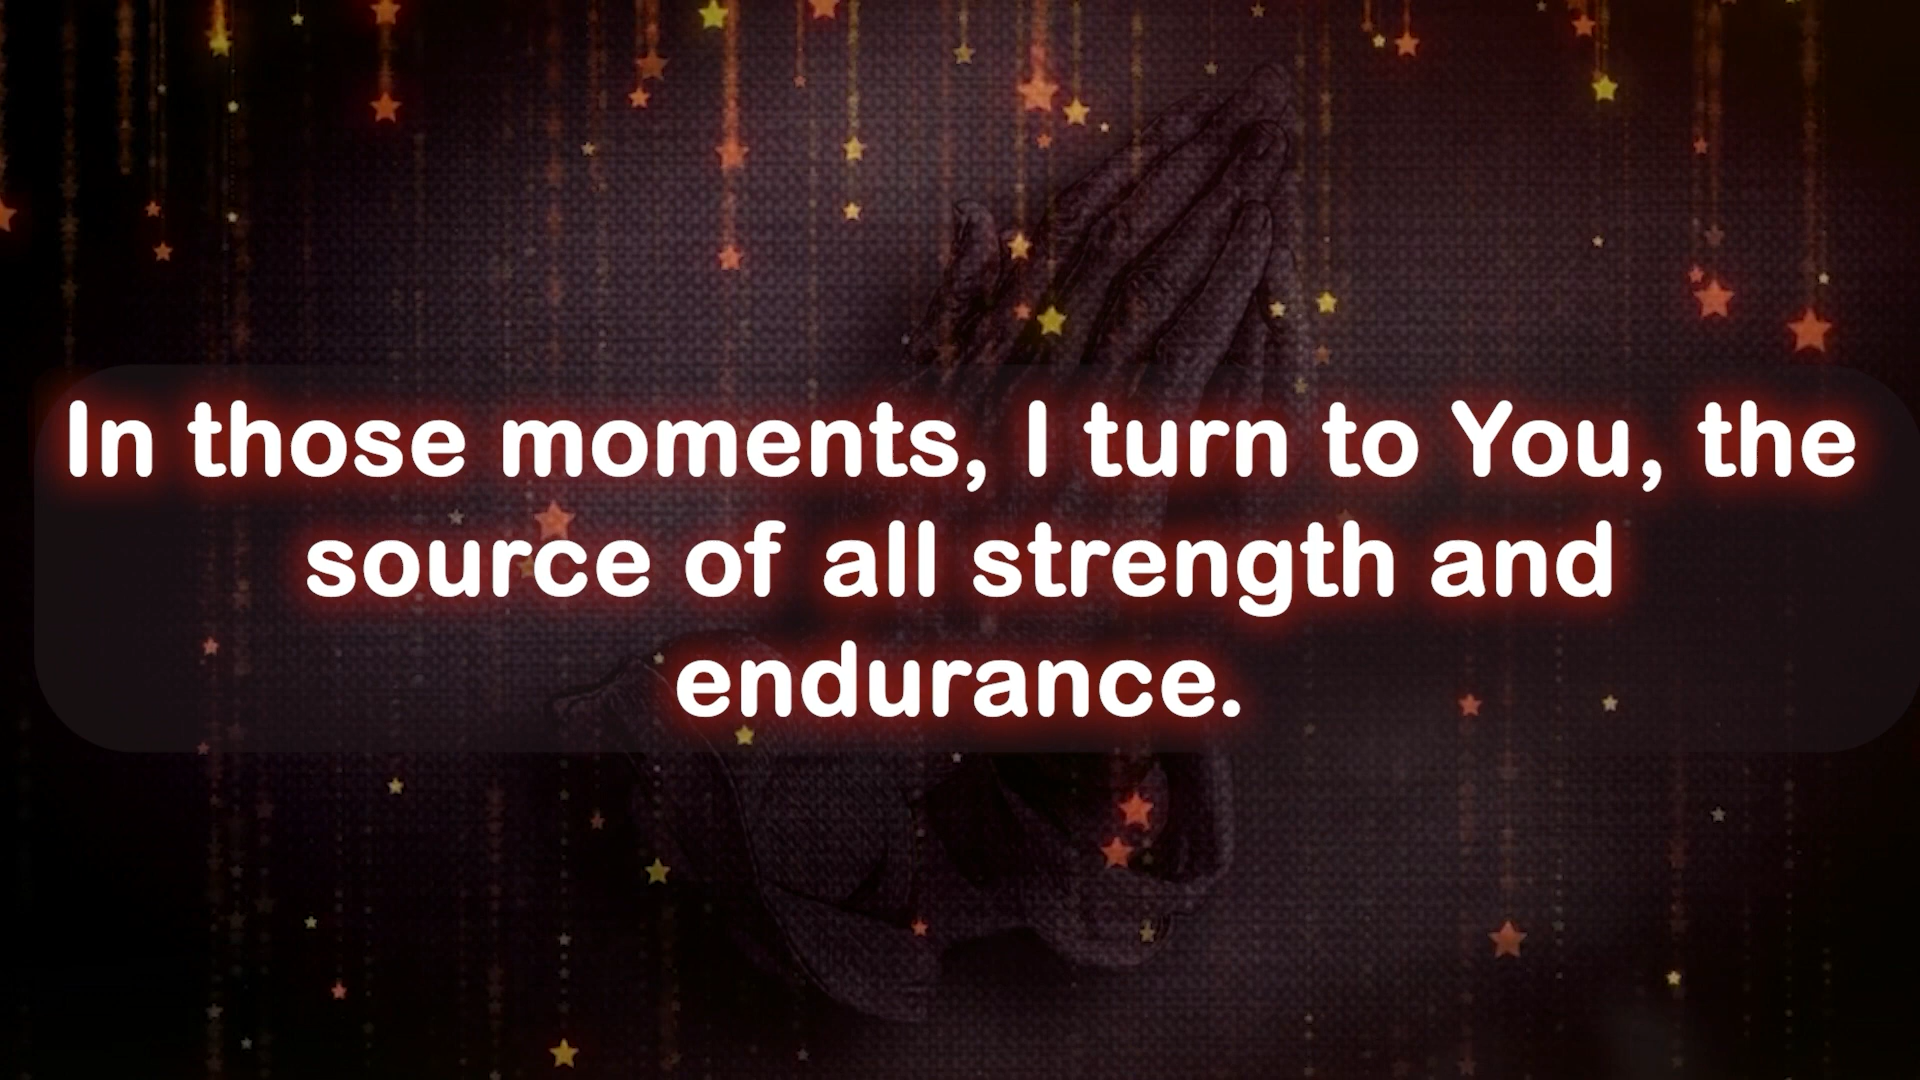 In those moments, I turn to You, the
source of all strength and
endurance.